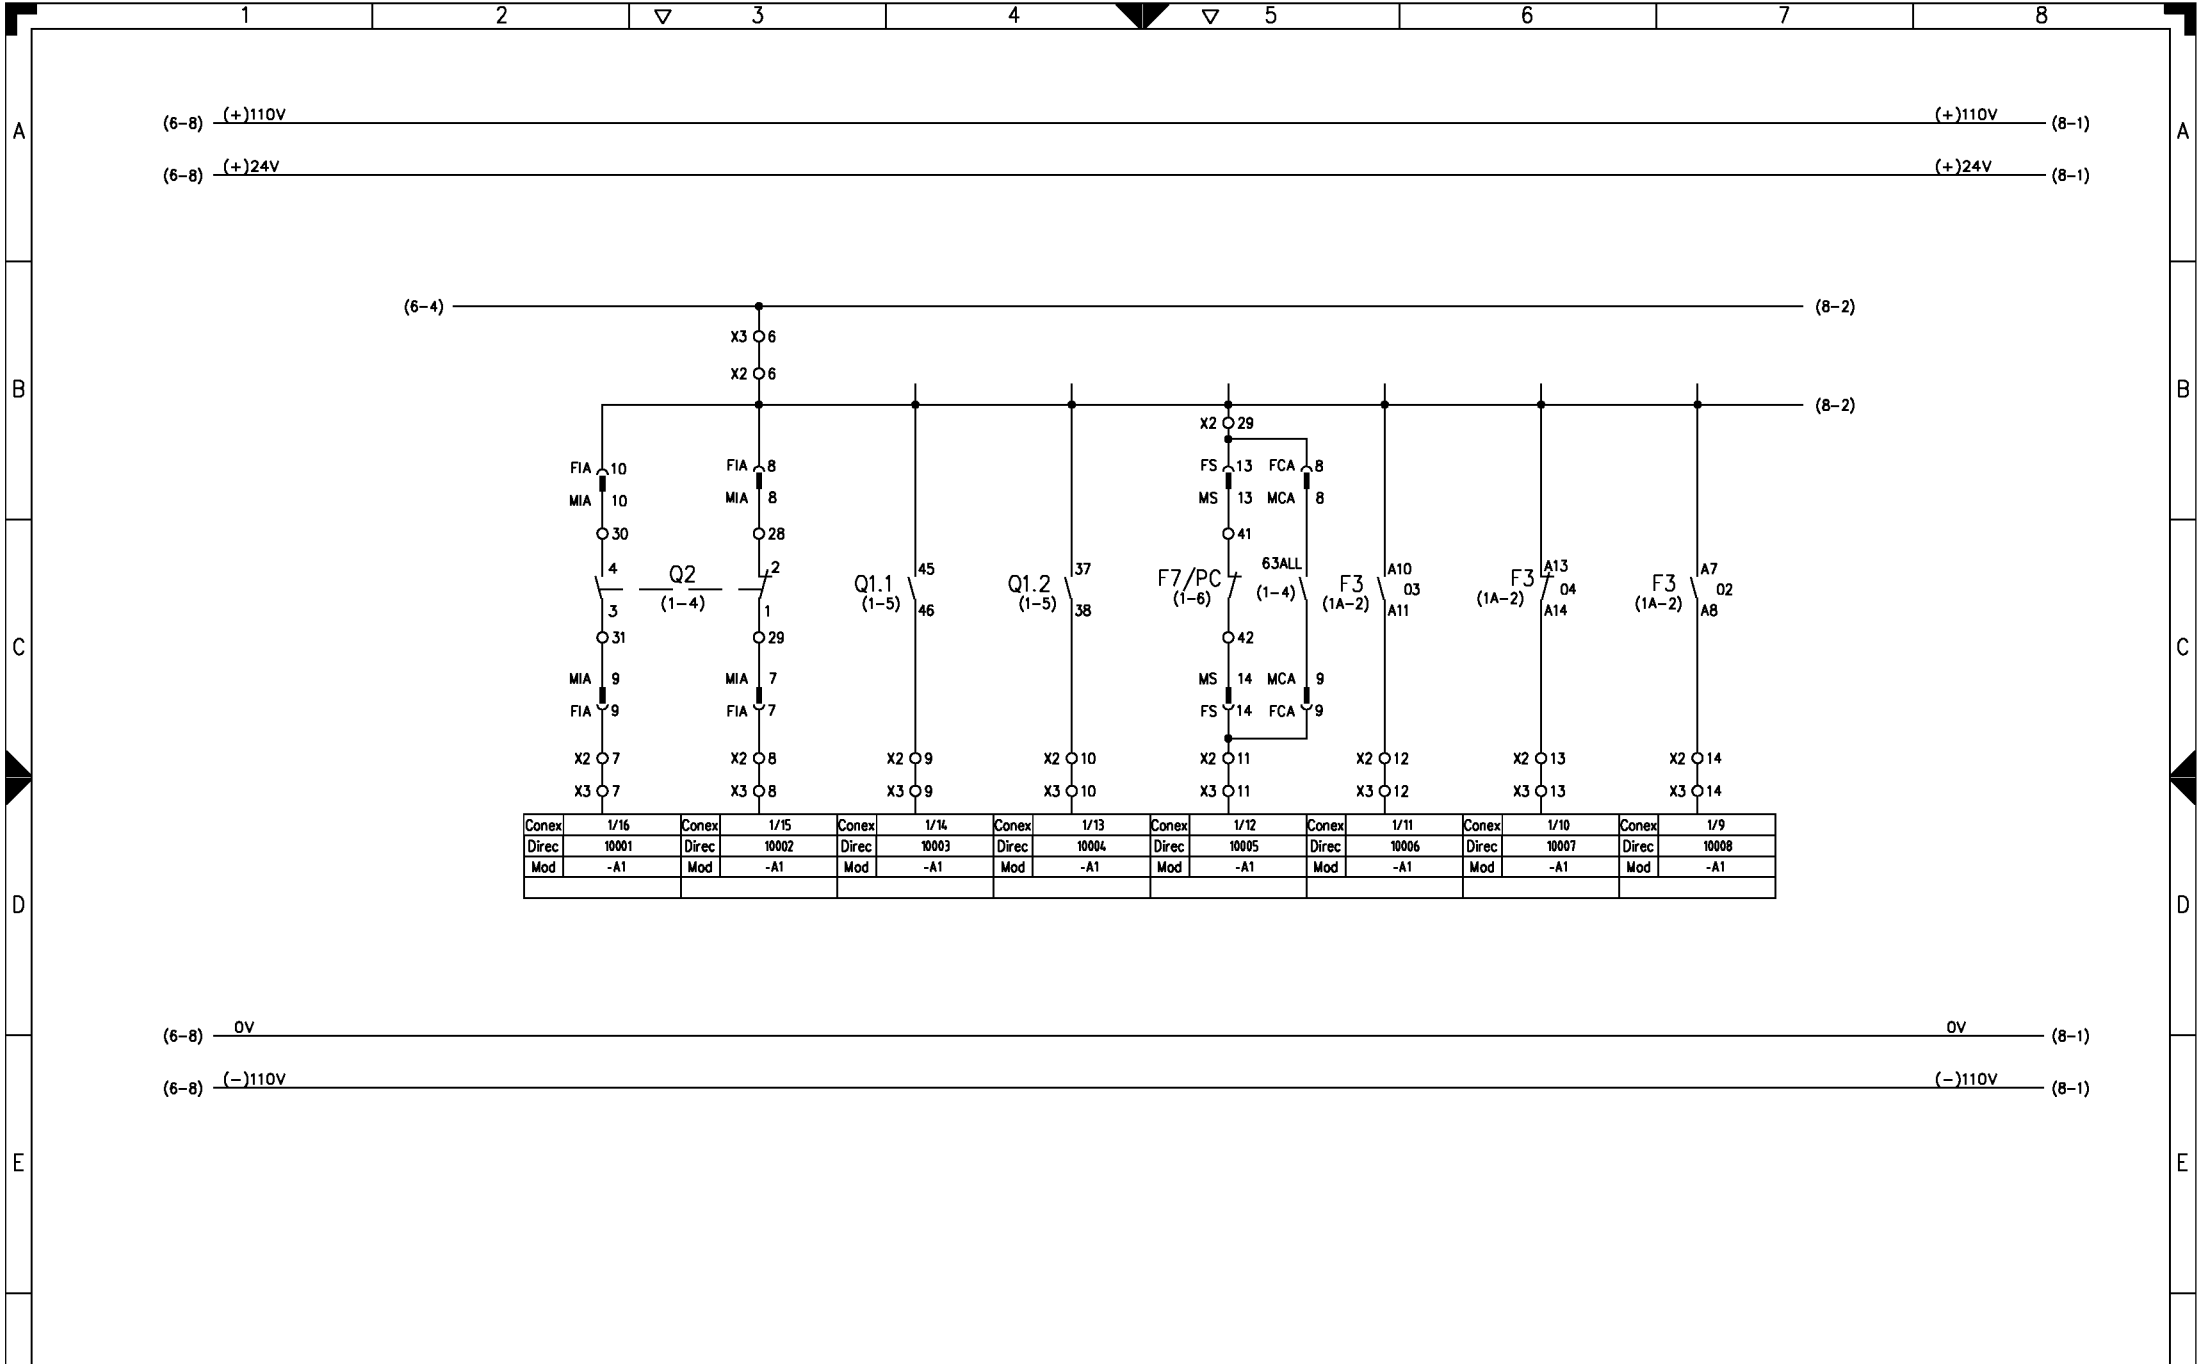 1 2 3 4 5 6 7 8
A A
(6-8) (+)110V (+)110V (8-1)
(6-8) (+)24V (+)24V (8-1)
(6-4) (8-2)
X3 6
X2 6
B B
(8-2)
X2 29
FIA 10 FIA 8 FS 13 FCA 8
MIA 10 MIA 8 MS 13 MCA 8
30 28 41
4 2 45 37 63ALL A10 A13 A7
Q2 Q1.1 Q1.2 F7/PC F3 03 F3 04 F3 02
(1-4) (1-5) (1-5) (1-6) (1-4) (1A-2) (1A-2) (1A-2)
3 1 46 38 A11 A14 A8
31 29 42
C C
MIA 9 MIA 7 MS 14 MCA 9
FIA 9 FIA 7 FS 14 FCA 9
X2 7 X2 8 X2 9 X2 10 X2 11 X2 12 X2 13 X2 14
X3 7 X3 8 X3 9 X3 10 X3 11 X3 12 X3 13 X3 14
Conex 1/16 Conex 1/15 Conex 1/14 Conex 1/13 Conex 1/12 Conex 1/11 Conex 1/10 Conex 1/9
Direc 10001 Direc 10002 Direc 10003 Direc 10004 Direc 10005 Direc 10006 Direc 10007 Direc 10008
Mod -A1 Mod -A1 Mod -A1 Mod -A1 Mod -A1 Mod -A1 Mod -A1 Mod -A1
D D
(6-8) 0V 0V (8-1)
(6-8) (-)110V (-)110V (8-1)
E E